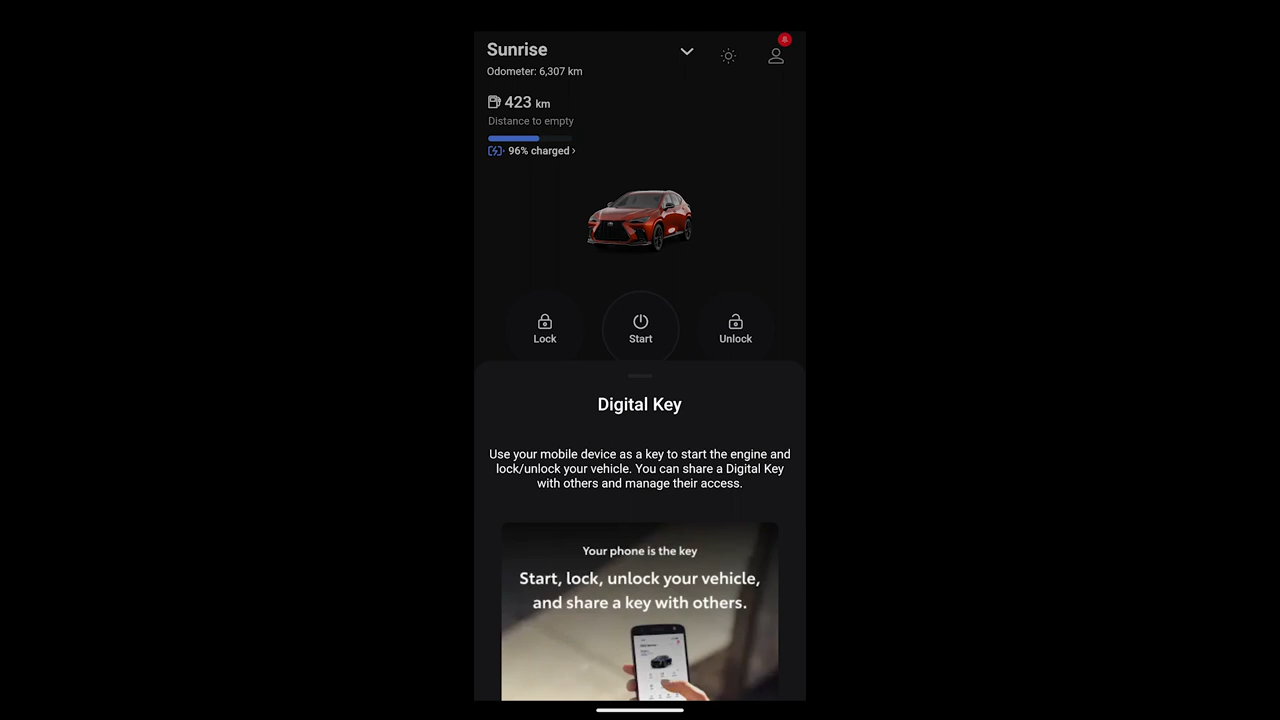 Sunrise
Odometer: 6,307 km
423 km
Distance to empty
96% charged
Lock
Start
Unlock
Digital Key
Use your mobile device as a key to start the engine and
lock/unlock your vehicle. You can share a Digital Key
with others and manage their access.
Your phone is the key
Start, lock, unlock your vehicle,
and share a key with others.